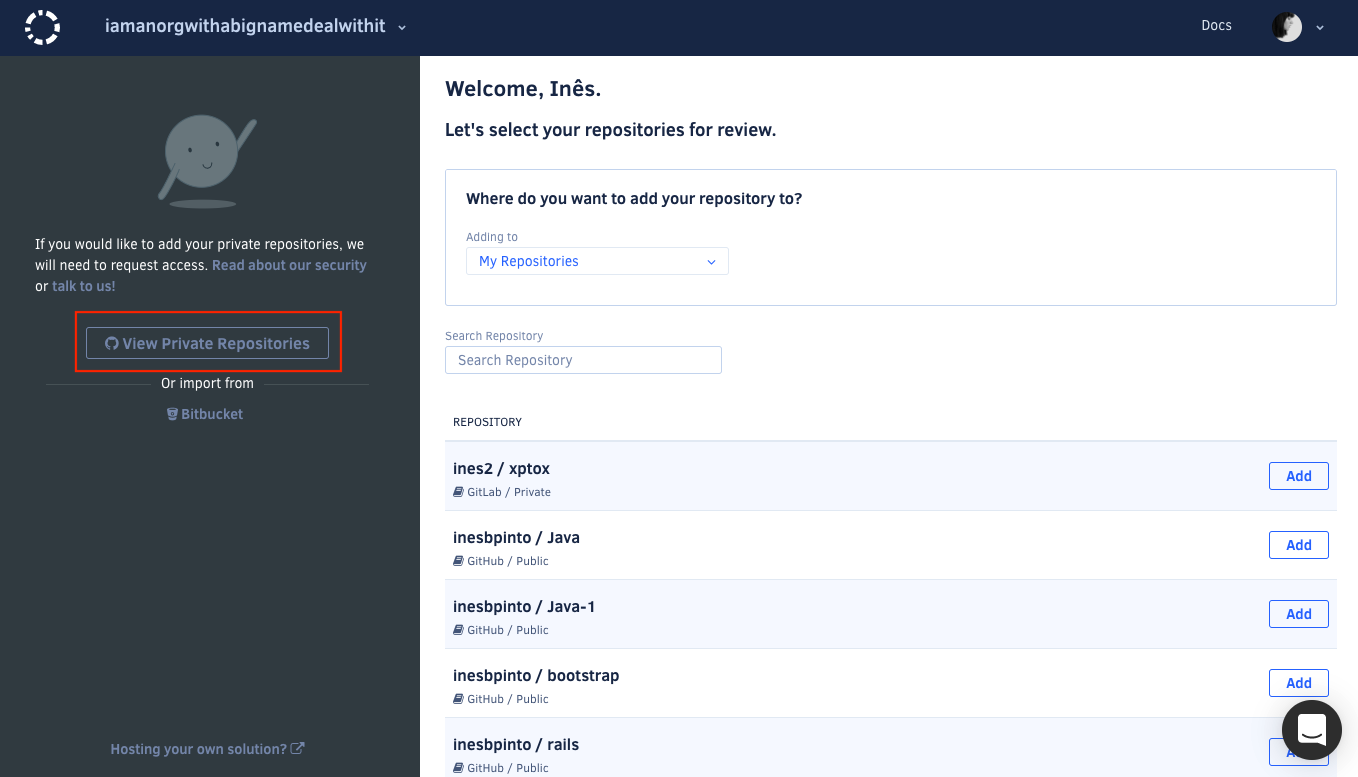 iamanorgwithabignamedealwithit
Docs
If you would like to add your private repositories, we
will need to request access. Read about our security
or talk to us!
View Private Repositories
Or import from
Bitbucket
Hosting your own solution?
Welcome, Inês.
Let's select your repositories for review.
Where do you want to add your repository to?
Adding to
My Repositories
Search Repository
Search Repository
REPOSITORY
ines2 / xptox
GitLab / Private
Add
inesbpinto / Java
GitHub / Public
Add
inesbpinto / Java-1
GitHub / Public
Add
inesbpinto / bootstrap
GitHub / Public
Add
inesbpinto / rails
GitHub / Public